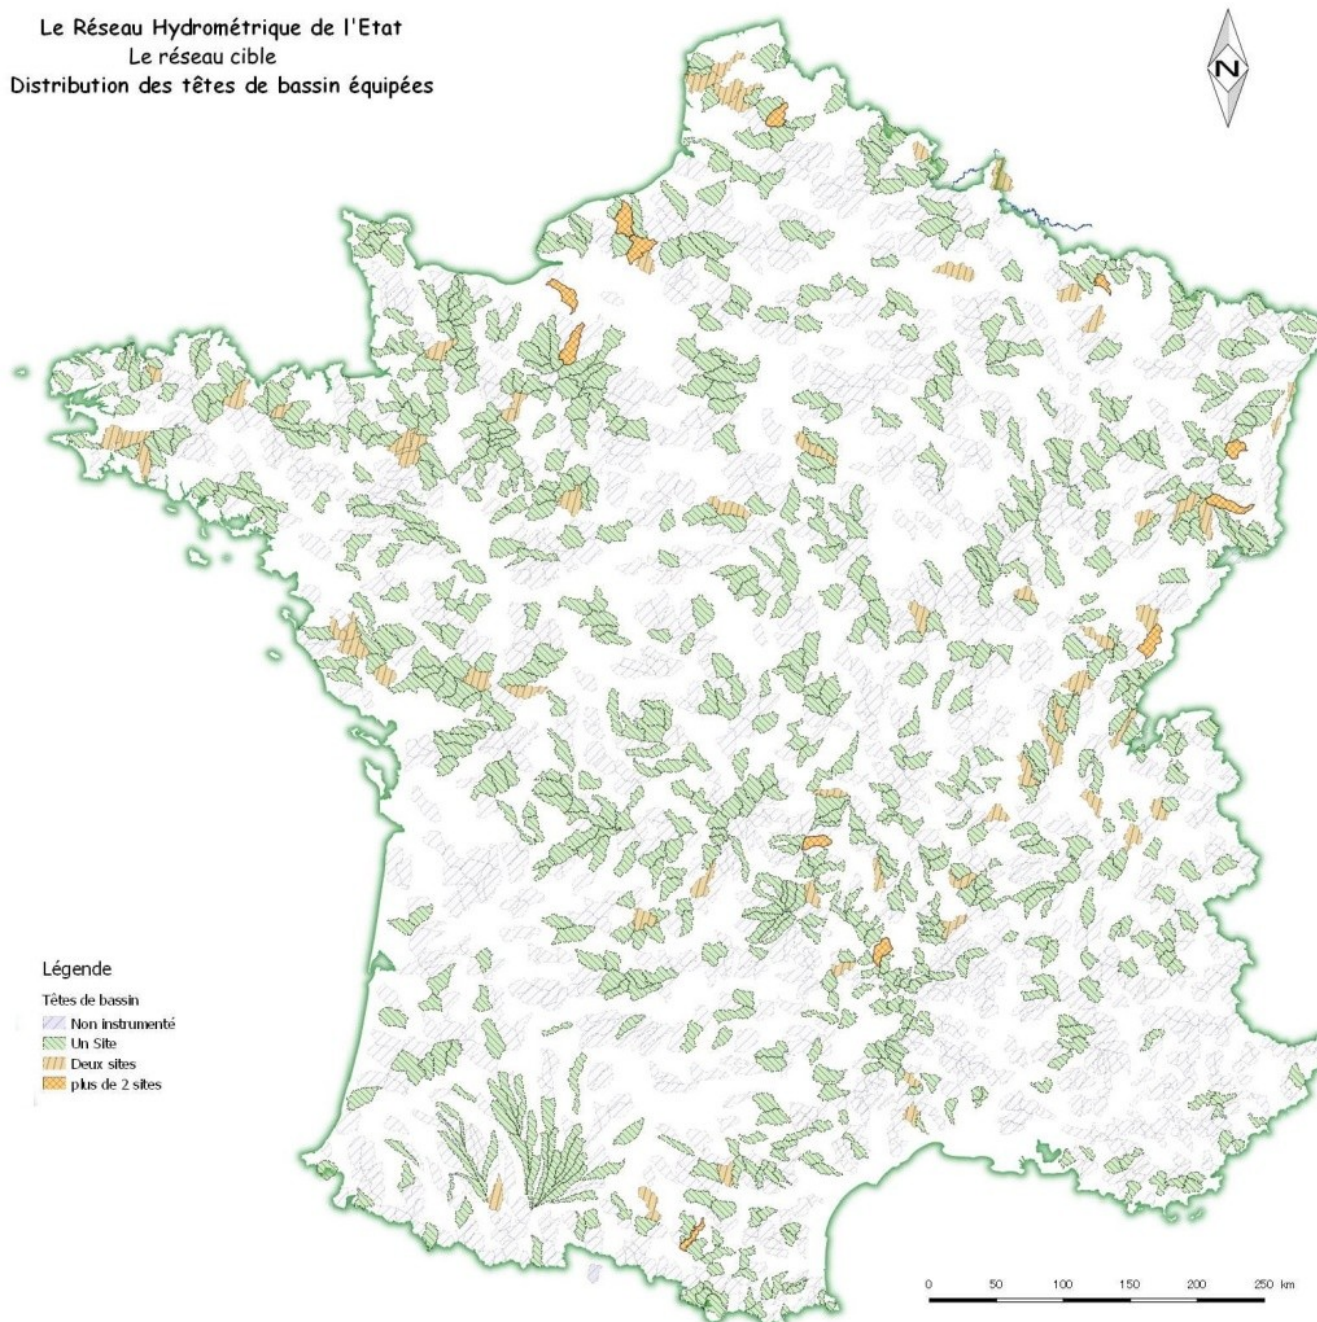 Le Réseau Hydrométrique de l'Etat
Le réseau cible
Distribution des têtes de bassin équipées
N
Légende
Têtes de bassin
Non instrumenté
Un Site
Deux sites
plus de 2 sites
0 50 100 150 200 250 km